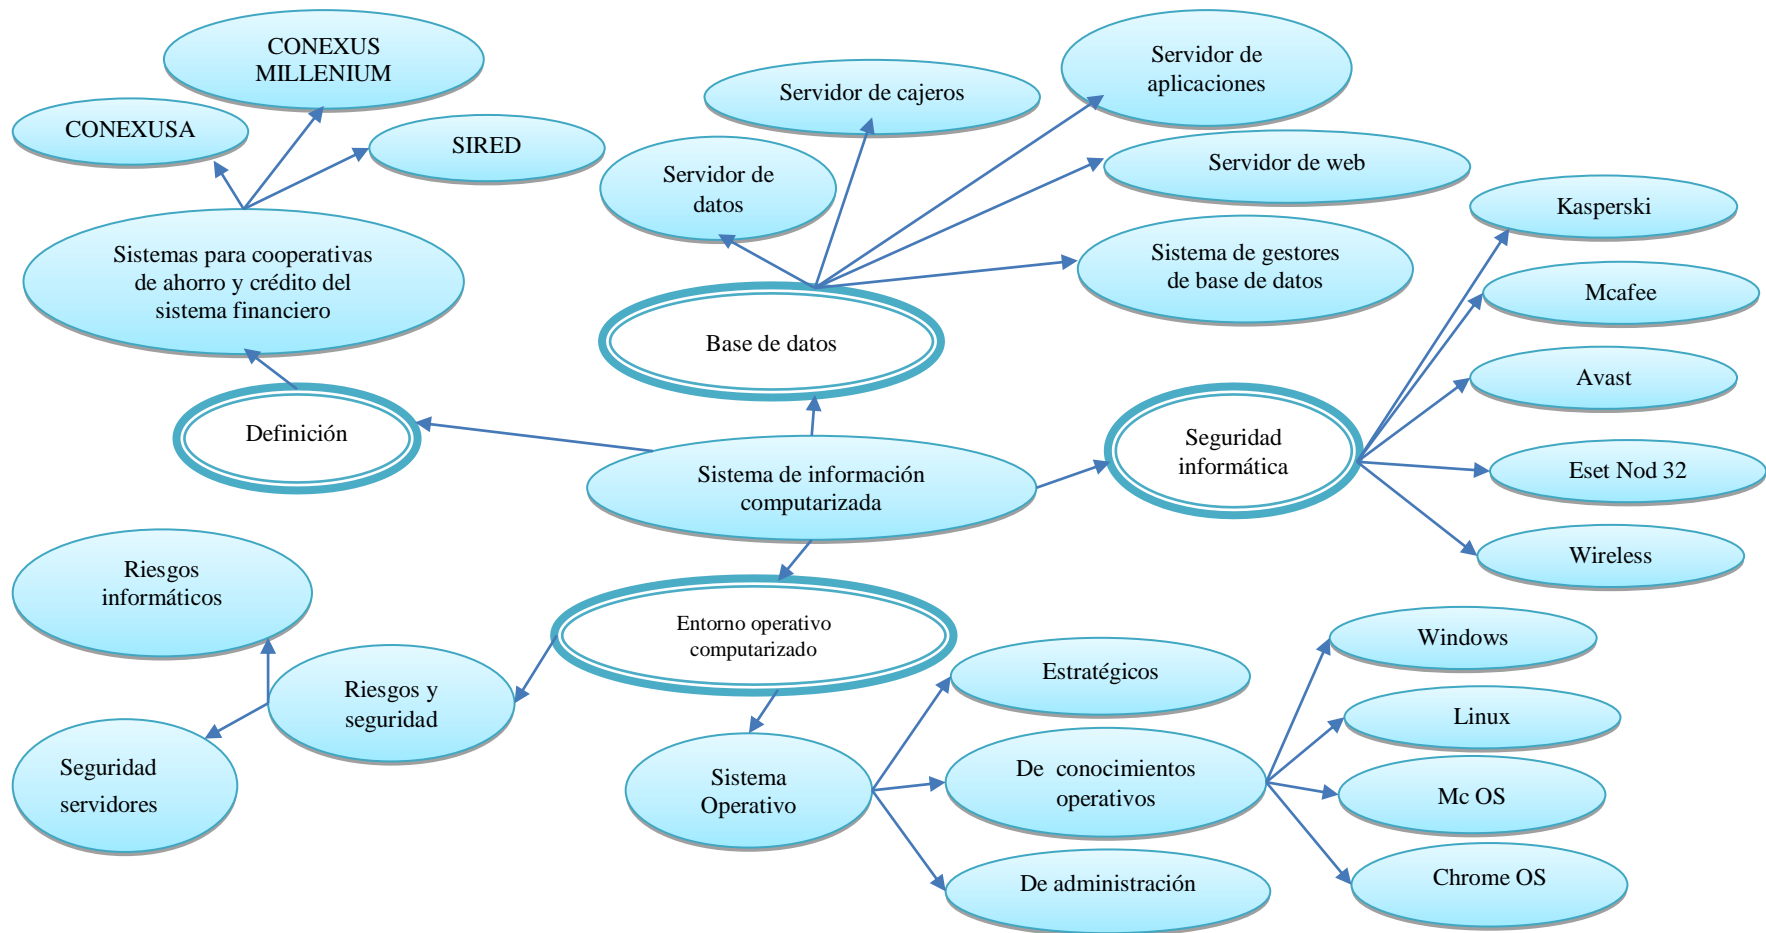 CONEXUS
MILLENIUM
CONEXUSA
SIRED
Sistemas para cooperativas
de ahorro y crédito del
sistema financiero
Definición
Servidor de cajeros
Servidor de
aplicaciones
Servidor de
datos
Servidor de web
Sistema de gestores
de base de datos
Base de datos
Kasperski
Mcafee
Avast
Eset Nod 32
Wireless
Seguridad
informática
Sistema de información
computarizada
Entorno operativo
computarizado
Riesgos
informáticos
Riesgos y
seguridad
Seguridad
servidores
Sistema
Operativo
Estratégicos
De conocimientos
operativos
De administración
Windows
Linux
Mc OS
Chrome OS